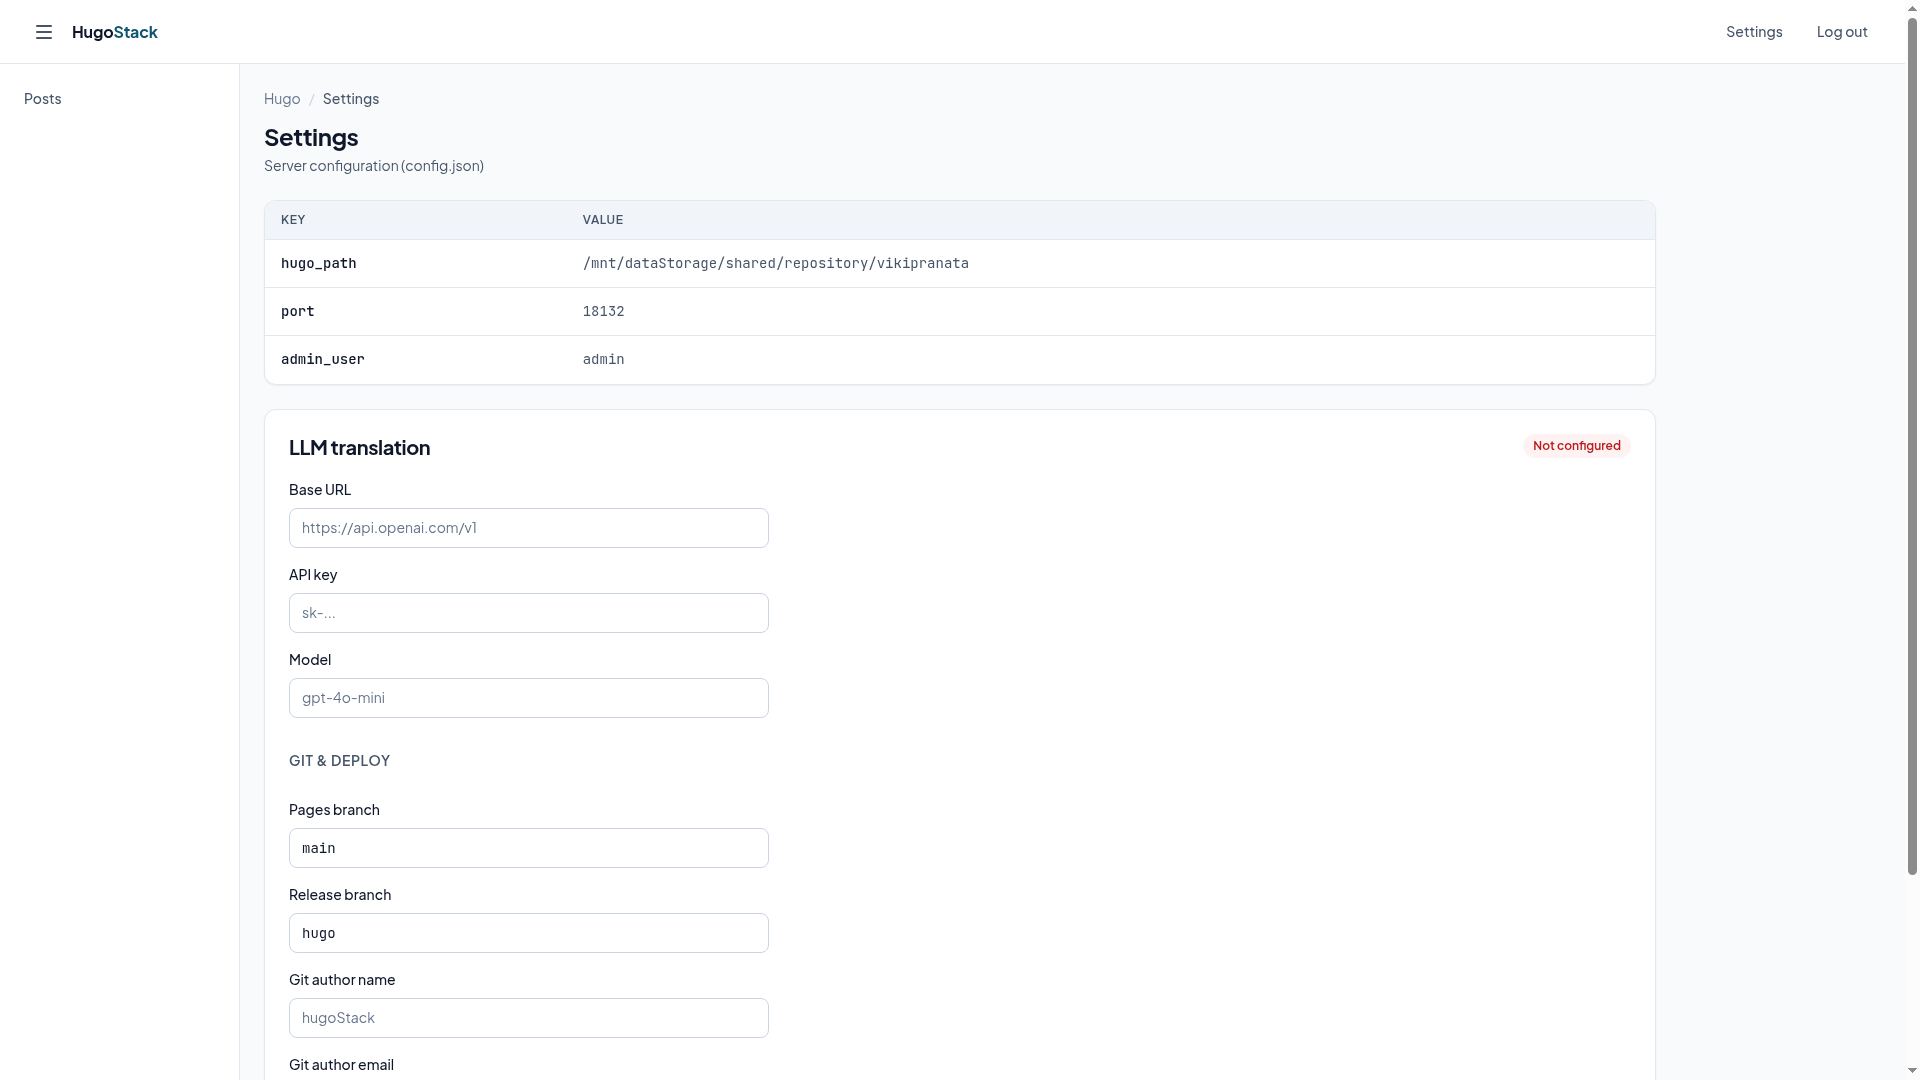 HugoStack
Settings
Log out
Posts
Hugo / Settings
Settings
Server configuration (config.json)
KEY VALUE
hugo_path /mnt/dataStorage/shared/repository/vikipranata
port 18132
admin_user admin
LLM translation
Not configured
Base URL
https://api.openai.com/v1
API key
sk-...
Model
gpt-4o-mini
GIT & DEPLOY
Pages branch
main
Release branch
hugo
Git author name
hugoStack
Git author email